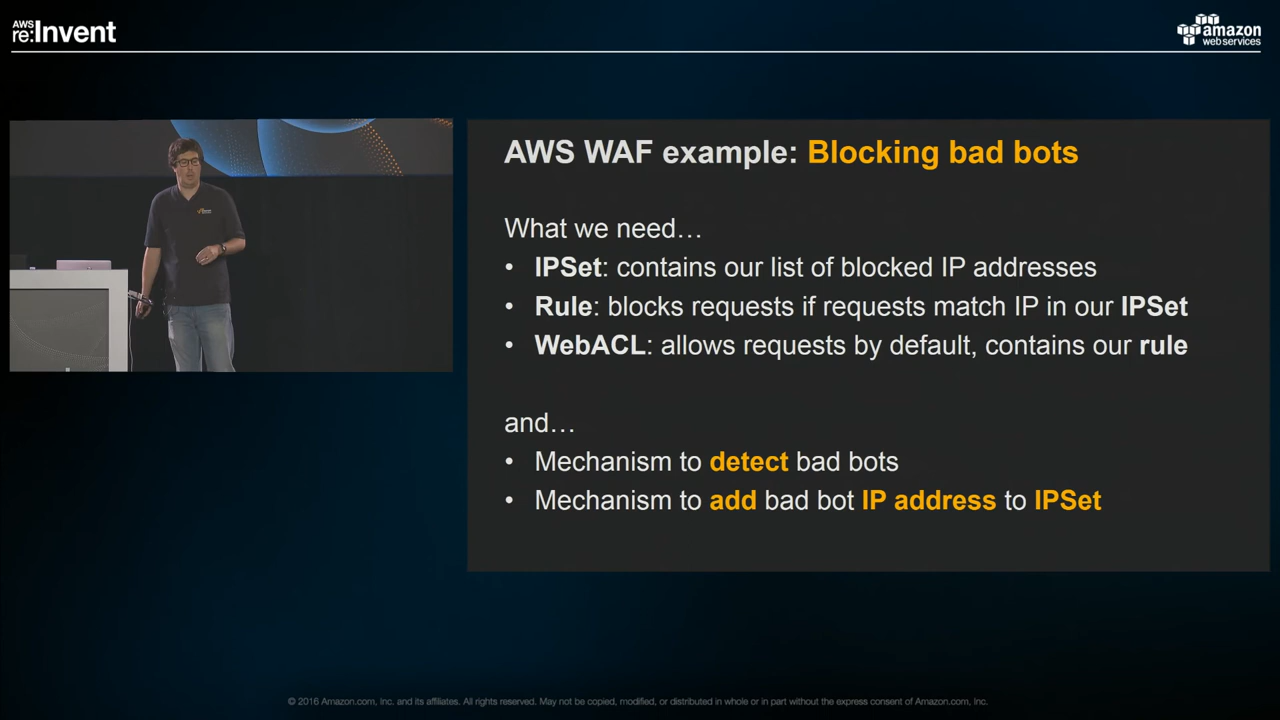 AWS
re:Invent
amazon
web services
AWS WAF example: Blocking bad bots
What we need…
• IPSet: contains our list of blocked IP addresses
• Rule: blocks requests if requests match IP in our IPSet
• WebACL: allows requests by default, contains our rule
and…
• Mechanism to detect bad bots
• Mechanism to add bad bot IP address to IPSet
© 2016 Amazon.com, Inc. and its affiliates. All rights reserved. May not be copied, modified, or distributed in whole or in part without the express consent of Amazon.com, Inc.